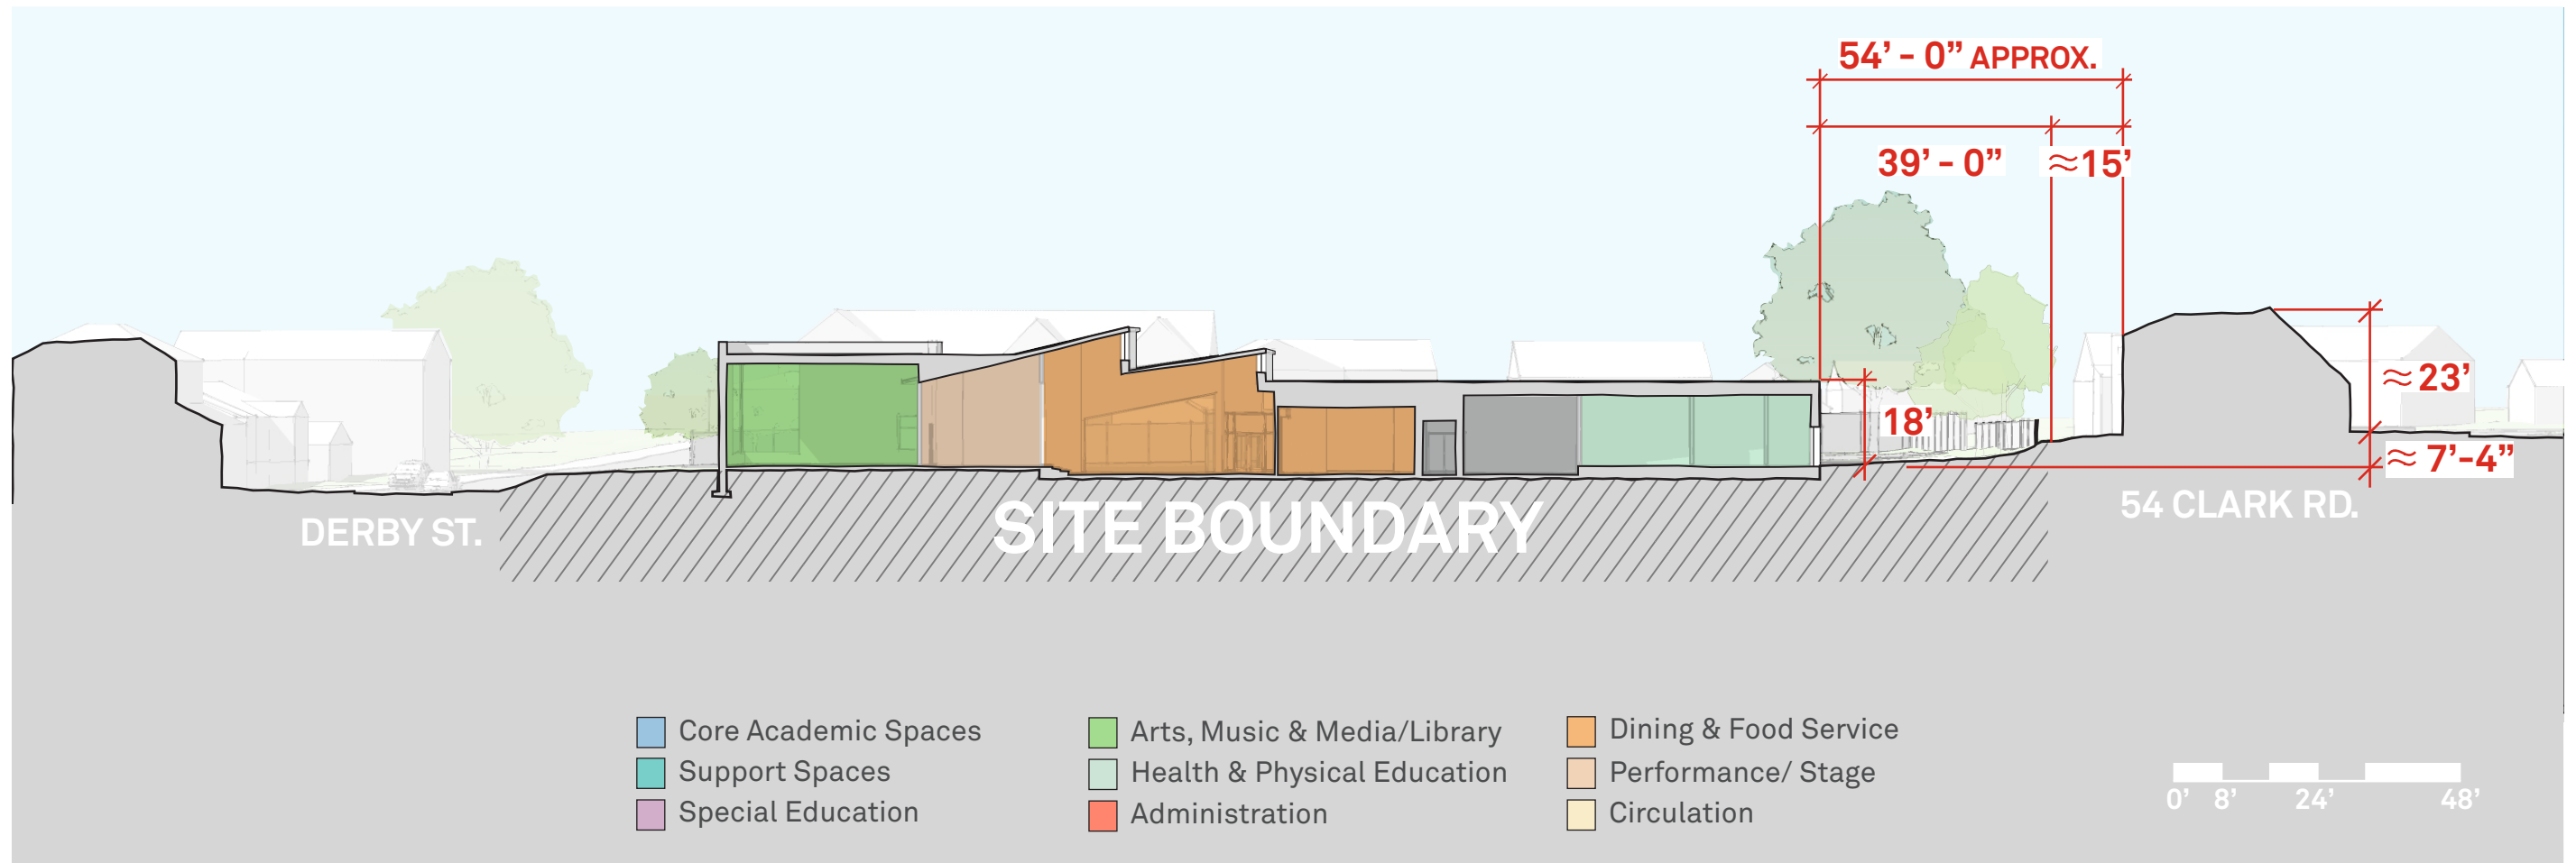 54’ - 0” APPROX.
39’ - 0” ≈15’
18’
≈23’
≈ 7’-4”
DERBY ST.
SITE BOUNDARY
54 CLARK RD.
Core Academic Spaces
Support Spaces
Special Education
Arts, Music & Media/Library
Health & Physical Education
Administration
Dining & Food Service
Performance/ Stage
Circulation
0’ 8’ 24’ 48’